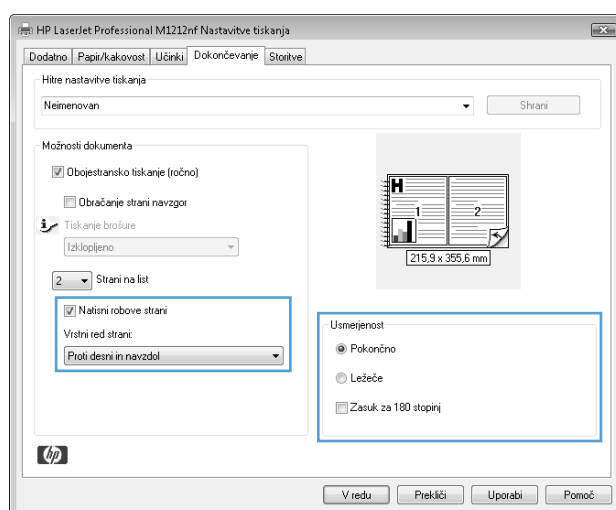 HP LaserJet Professional M1212nf Nastavitve tiskanja
Dodatno Papir/kakovost Učinki Dokončevanje Storitve
Hitre nastavitve tiskanja
Neimenovan
Shrani
Možnosti dokumenta
Obojestransko tiskanje (ročno)
Obračanje strani navzgor
Tiskanje brošure
Izklopljeno
2 Strani na list
Natisni robove strani
Vrstni red strani:
Proti desni in navzdol
H
1 2
215,9 x 355,6 mm
Usmerjenost
Pokončno
Ležeče
Zasuk za 180 stopinj
hp
V redu Prekliči Uporabi Pomoč